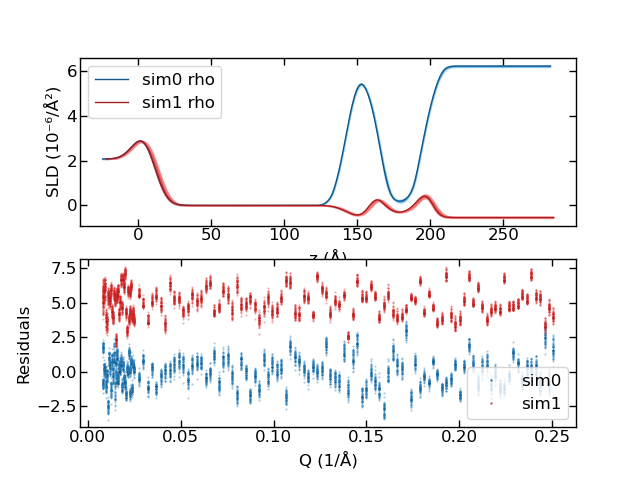 6
4
2
0
SLD (10⁻⁶/Å²)
sim0 rho
sim1 rho
0
50
100
150
200
250
z (Å)
7.5
5.0
2.5
0.0
−2.5
Residuals
sim0
sim1
0.00
0.05
0.10
0.15
0.20
0.25
Q (1/Å)